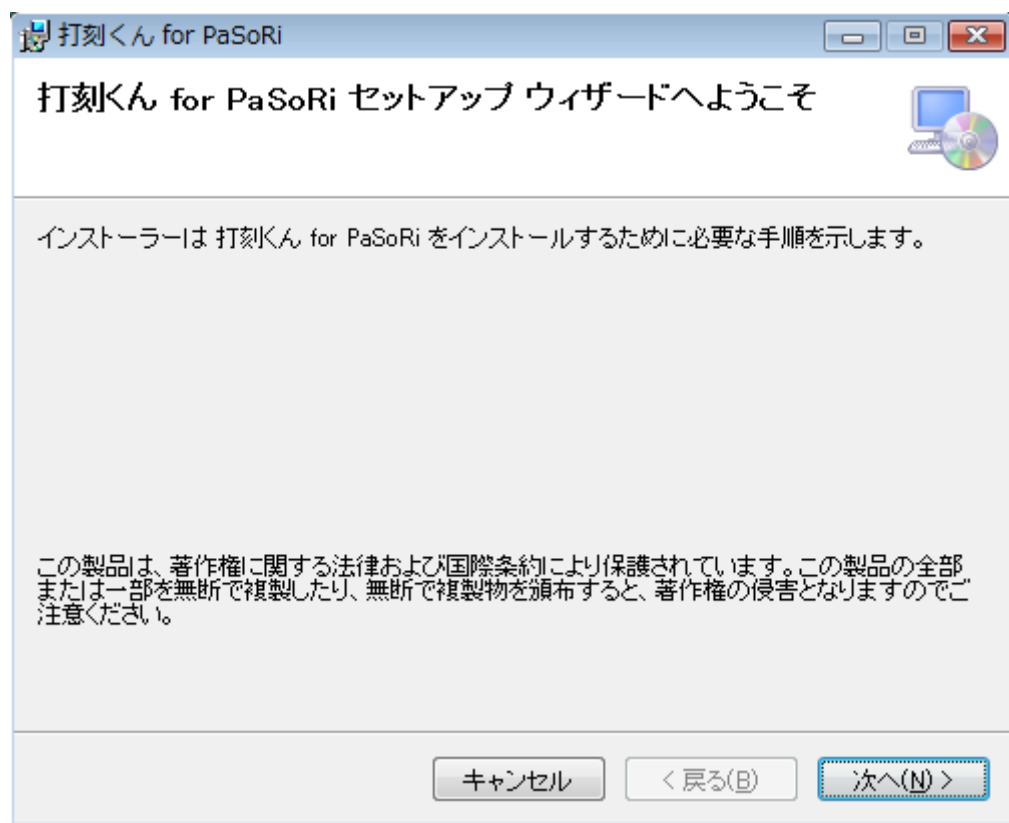 打刻くん for PaSoRi
打刻くん for PaSoRi セットアップ ウィザードへようこそ
インストーラーは 打刻くん for PaSoRi をインストールするために必要な手順を示します。
この製品は、著作権に関する法律および国際条約により保護されています。この製品の全部
または一部を無断で複製したり、無断で複製物を頒布すると、著作権の侵害となりますのでご
注意ください。
キャンセル
< 戻る(B)
次へ(N) >